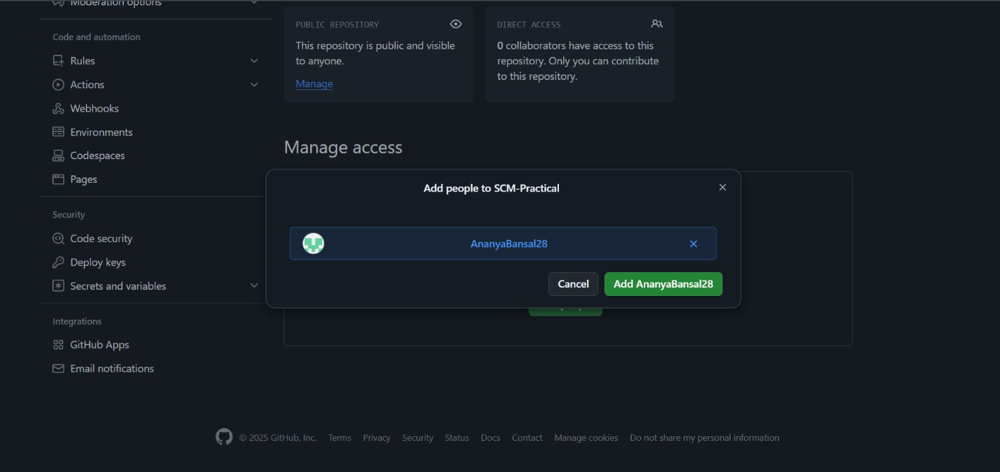 Moderation options
Code and automation
Rules
Actions
Webhooks
Environments
Codespaces
Pages
Security
Code security
Deploy keys
Secrets and variables
Integrations
GitHub Apps
Email notifications
PUBLIC REPOSITORY
This repository is public and visible
to anyone.
Manage
DIRECT ACCESS
0 collaborators have access to this
repository. Only you can contribute
to this repository.
Manage access
Add people to SCM-Practical
AnanyaBansal28
Cancel
Add AnanyaBansal28
© 2025 GitHub, Inc. Terms Privacy Security Status Docs Contact Manage cookies Do not share my personal information